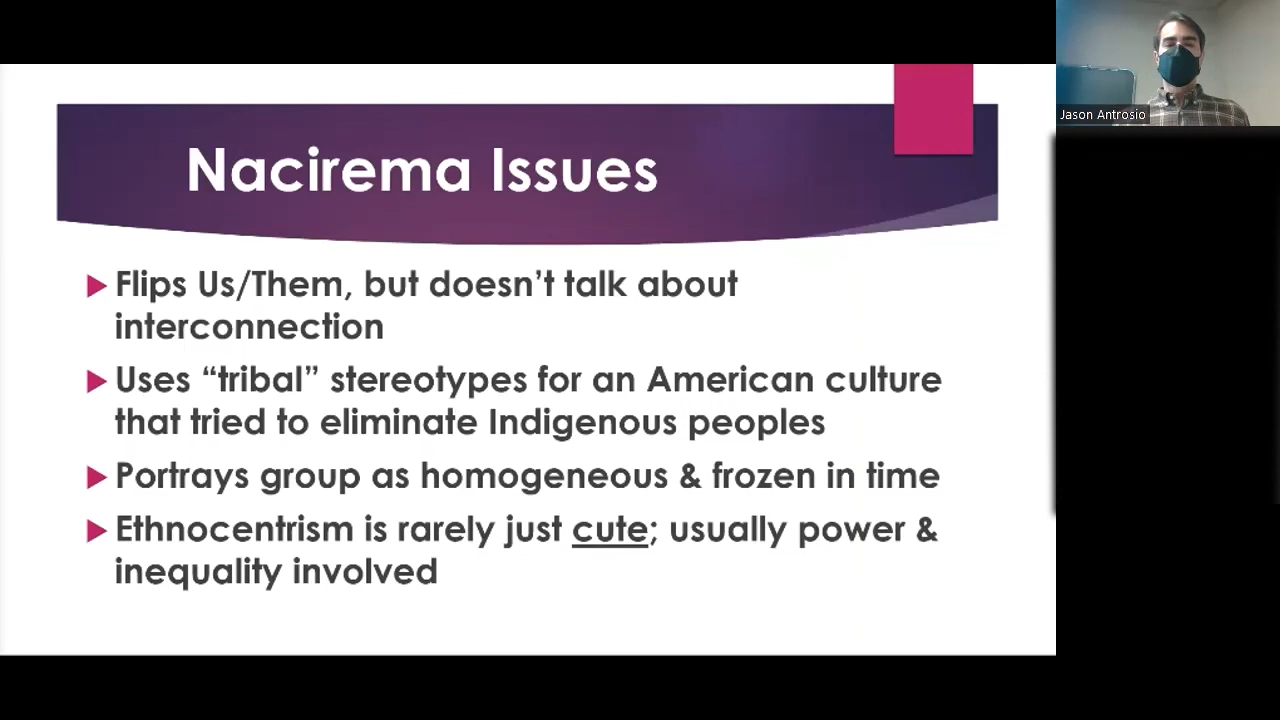 Nacirema Issues
Flips Us/Them, but doesn’t talk about
interconnection
Uses “tribal” stereotypes for an American culture
that tried to eliminate Indigenous peoples
Portrays group as homogeneous & frozen in time
Ethnocentrism is rarely just cute; usually power &
inequality involved
Jason Antrosio